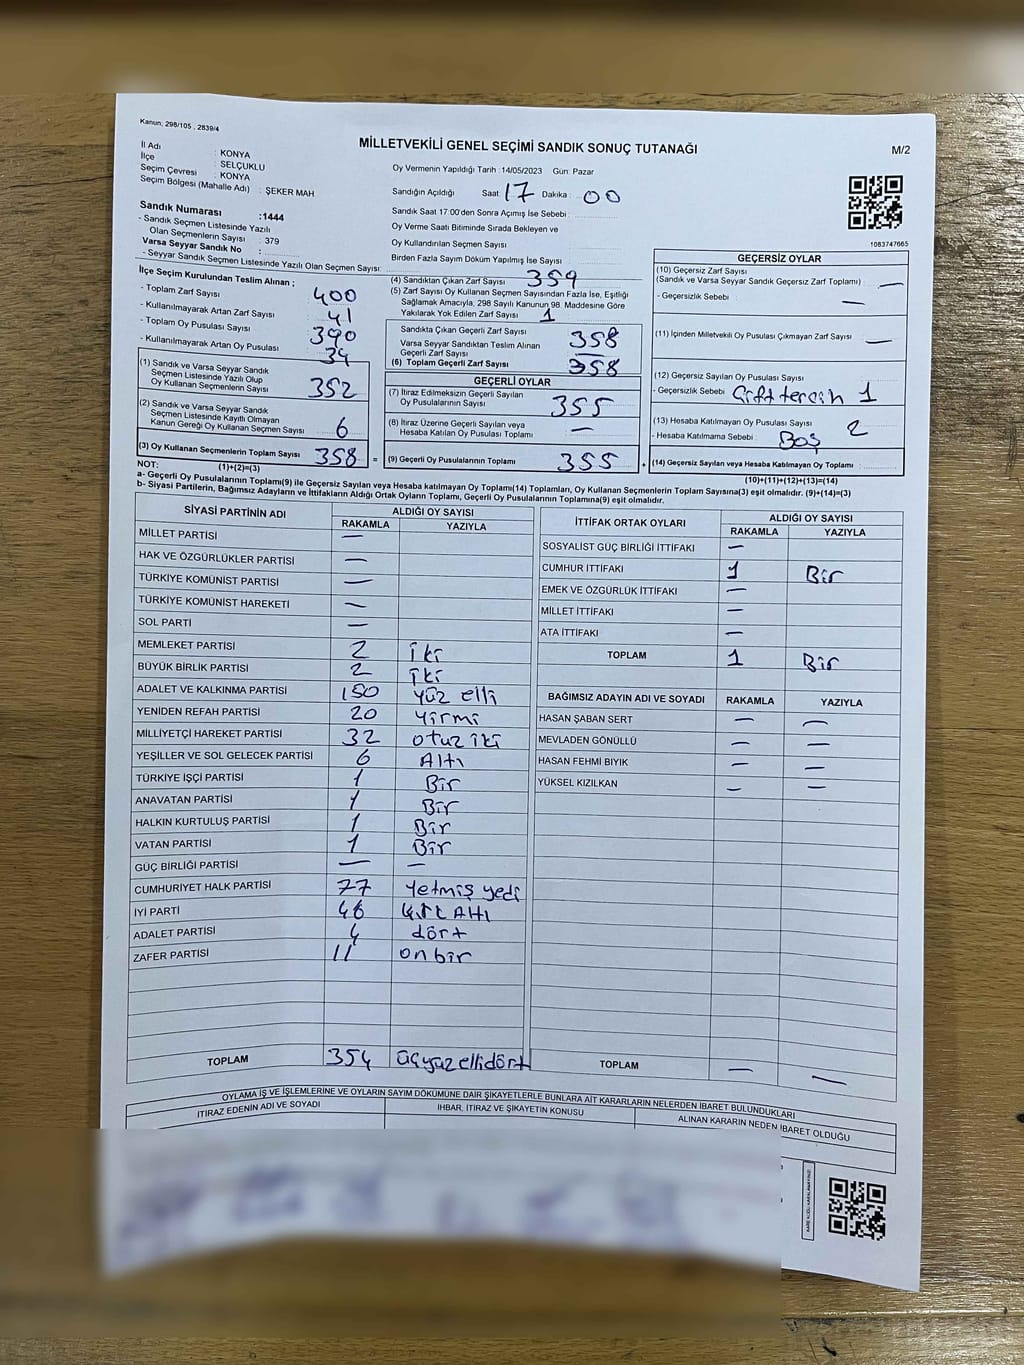 Kanun; 298/105 , 2839/4
MİLLETVEKİLİ GENEL SEÇİMİ SANDIK SONUÇ TUTANAĞI
M/2
İl Adı : KONYA
İlçe : SELÇUKLU
Seçim Çevresi : KONYA
Seçim Bölgesi (Mahalle Adı) : ŞEKER MAH
Oy Vermenin Yapıldığı Tarih :14/05/2023 Gün: Pazar
Sandığın Açıldığı Saat: 17 Dakika : 00
Sandık Numarası :1444
- Sandık Seçmen Listesinde Yazılı
Olan Seçmenlerin Sayısı : 379
Varsa Seyyar Sandık No :
- Seyyar Sandık Seçmen Listesinde Yazılı Olan Seçmen Sayısı:
Sandık Saat 17:00'den Sonra Açımış İse Sebebi :
Oy Verme Saati Bitiminde Sırada Bekleyen ve
Oy Kullandırılan Seçmen Sayısı
Birden Fazla Sayım Döküm Yapılmış İse Sayısı :
1083747665
İlçe Seçim Kurulundan Teslim Alınan ;
- Toplam Zarf Sayısı 400
- Kullanılmayarak Artan Zarf Sayısı 41
- Toplam Oy Pusulası Sayısı 390
- Kullanılmayarak Artan Oy Pusulası 34
(1) Sandık ve Varsa Seyyar Sandık
Seçmen Listesinde Yazılı Olup
Oy Kullanan Seçmenlerin Sayısı 352
(2) Sandık ve Varsa Seyyar Sandık
Seçmen Listesinde Kayıtlı Olmayan
Kanun Gereği Oy Kullanan Seçmen Sayısı 6
(3) Oy Kullanan Seçmenlerin Toplam Sayısı 358 =
(1)+(2)=(3)
(4) Sandıktan Çıkan Zarf Sayısı 359
(5) Zarf Sayısı Oy Kullanan Seçmen Sayısından Fazla İse, Eşitliği
Sağlamak Amacıyla, 298 Sayılı Kanunun 98. Maddesine Göre
Yakılarak Yok Edilen Zarf Sayısı : 1
Sandıkta Çıkan Geçerli Zarf Sayısı 358
Varsa Seyyar Sandıktan Teslim Alınan
Geçerli Zarf Sayısı
(6) Toplam Geçerli Zarf Sayısı 358
GEÇERLİ OYLAR
(7) İtiraz Edilmeksizin Geçerli Sayılan
Oy Pusulalarının Sayısı 355
(8) İtiraz Üzerine Geçerli Sayılan veya
Hesaba Katılan Oy Pusulası Toplamı —
(9) Geçerli Oy Pusulalarının Toplamı 355 +
GEÇERSİZ OYLAR
(10) Geçersiz Zarf Sayısı
(Sandık ve Varsa Seyyar Sandık Geçersiz Zarf Toplamı) : —
- Geçersizlik Sebebi : —
(11) İçinden Milletvekili Oy Pusulası Çıkmayan Zarf Sayısı —
(12) Geçersiz Sayılan Oy Pusulası Sayısı :
- Geçersizlik Sebebi : Çift tercih 1
(13) Hesaba Katılmayan Oy Pusulası Sayısı : 2
- Hesaba Katılmama Sebebi : Boş
(14) Geçersiz Sayılan veya Hesaba Katılmayan Oy Toplamı :
(10)+(11)+(12)+(13)=(14)
NOT:
a- Geçerli Oy Pusulalarının Toplamı(9) ile Geçersiz Sayılan veya Hesaba Katılmayan Oy Toplamı(14) Toplamları, Oy Kullanan Seçmenlerin Toplam Sayısına(3) eşit olmalıdır. (9)+(14)=(3)
b- Siyasi Partilerin, Bağımsız Adayların ve İttifakların Aldığı Ortak Oyların Toplamı, Geçerli Oy Pusulalarının Toplamına(9) eşit olmalıdır.
SİYASİ PARTİNİN ADI ALDIĞI OY SAYISI
RAKAMLA YAZIYLA
MİLLET PARTİSİ —
HAK VE ÖZGÜRLÜKLER PARTİSİ —
TÜRKİYE KOMÜNİST PARTİSİ —
TÜRKİYE KOMÜNİST HAREKETİ —
SOL PARTİ —
MEMLEKET PARTİSİ 2 iki
BÜYÜK BİRLİK PARTİSİ 2 iki
ADALET VE KALKINMA PARTİSİ 150 yüz elli
YENİDEN REFAH PARTİSİ 20 yirmi
MİLLİYETÇİ HAREKET PARTİSİ 32 otuz iki
YEŞİLLER VE SOL GELECEK PARTİSİ 6 Altı
TÜRKİYE İŞÇİ PARTİSİ 1 Bir
ANAVATAN PARTİSİ 1 Bir
HALKIN KURTULUŞ PARTİSİ 1 Bir
VATAN PARTİSİ 1 Bir
GÜÇ BİRLİĞİ PARTİSİ — —
CUMHURİYET HALK PARTİSİ 77 yetmiş yedi
İYİ PARTİ 46 kırk Altı
ADALET PARTİSİ 4 dört
ZAFER PARTİSİ 11 on bir
TOPLAM 354 üçyüzellidört
İTTİFAK ORTAK OYLARI ALDIĞI OY SAYISI
RAKAMLA YAZIYLA
SOSYALIST GÜÇ BİRLİĞİ İTTİFAKI —
CUMHUR İTTİFAKI 1 Bir
EMEK VE ÖZGÜRLÜK İTTİFAKI —
MİLLET İTTİFAKI —
ATA İTTİFAKI —
TOPLAM 1 Bir
BAĞIMSIZ ADAYIN ADI VE SOYADI RAKAMLA YAZIYLA
HASAN ŞABAN SERT — —
MEVLADEN GÖNÜLLÜ — —
HASAN FEHMİ BIYIK — —
YÜKSEL KIZILKAN — —
TOPLAM — —
OYLAMA İŞ VE İŞLEMLERİNE VE OYLARIN SAYIM DÖKÜMÜNE DAİR ŞİKAYETLERLE BUNLARA AİT KARARLARIN NELERDEN İBARET BULUNDUKLARI
İTİRAZ EDENİN ADI VE SOYADI İHBAR, İTİRAZ VE ŞİKAYETİN KONUSU ALINAN KARARIN NEDEN İBARET OLDUĞU